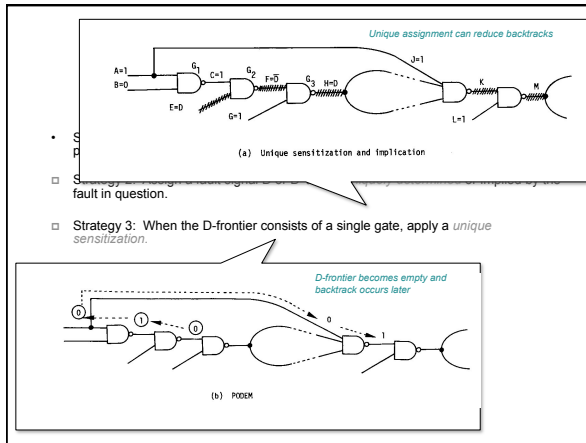 Unique assignment can reduce backtracks
J=1
A=1
G1
C=1
G2
F=D̅
G3
H=D
K
M
B=0
E=D
G=1
L=1
(a) Unique sensitization and implication
• S
p
fault in question.
Strategy 3: When the D-frontier consists of a single gate, apply a unique
sensitization.
D-frontier becomes empty and
backtrack occurs later
0
1
0
0
1
(b) PODEM